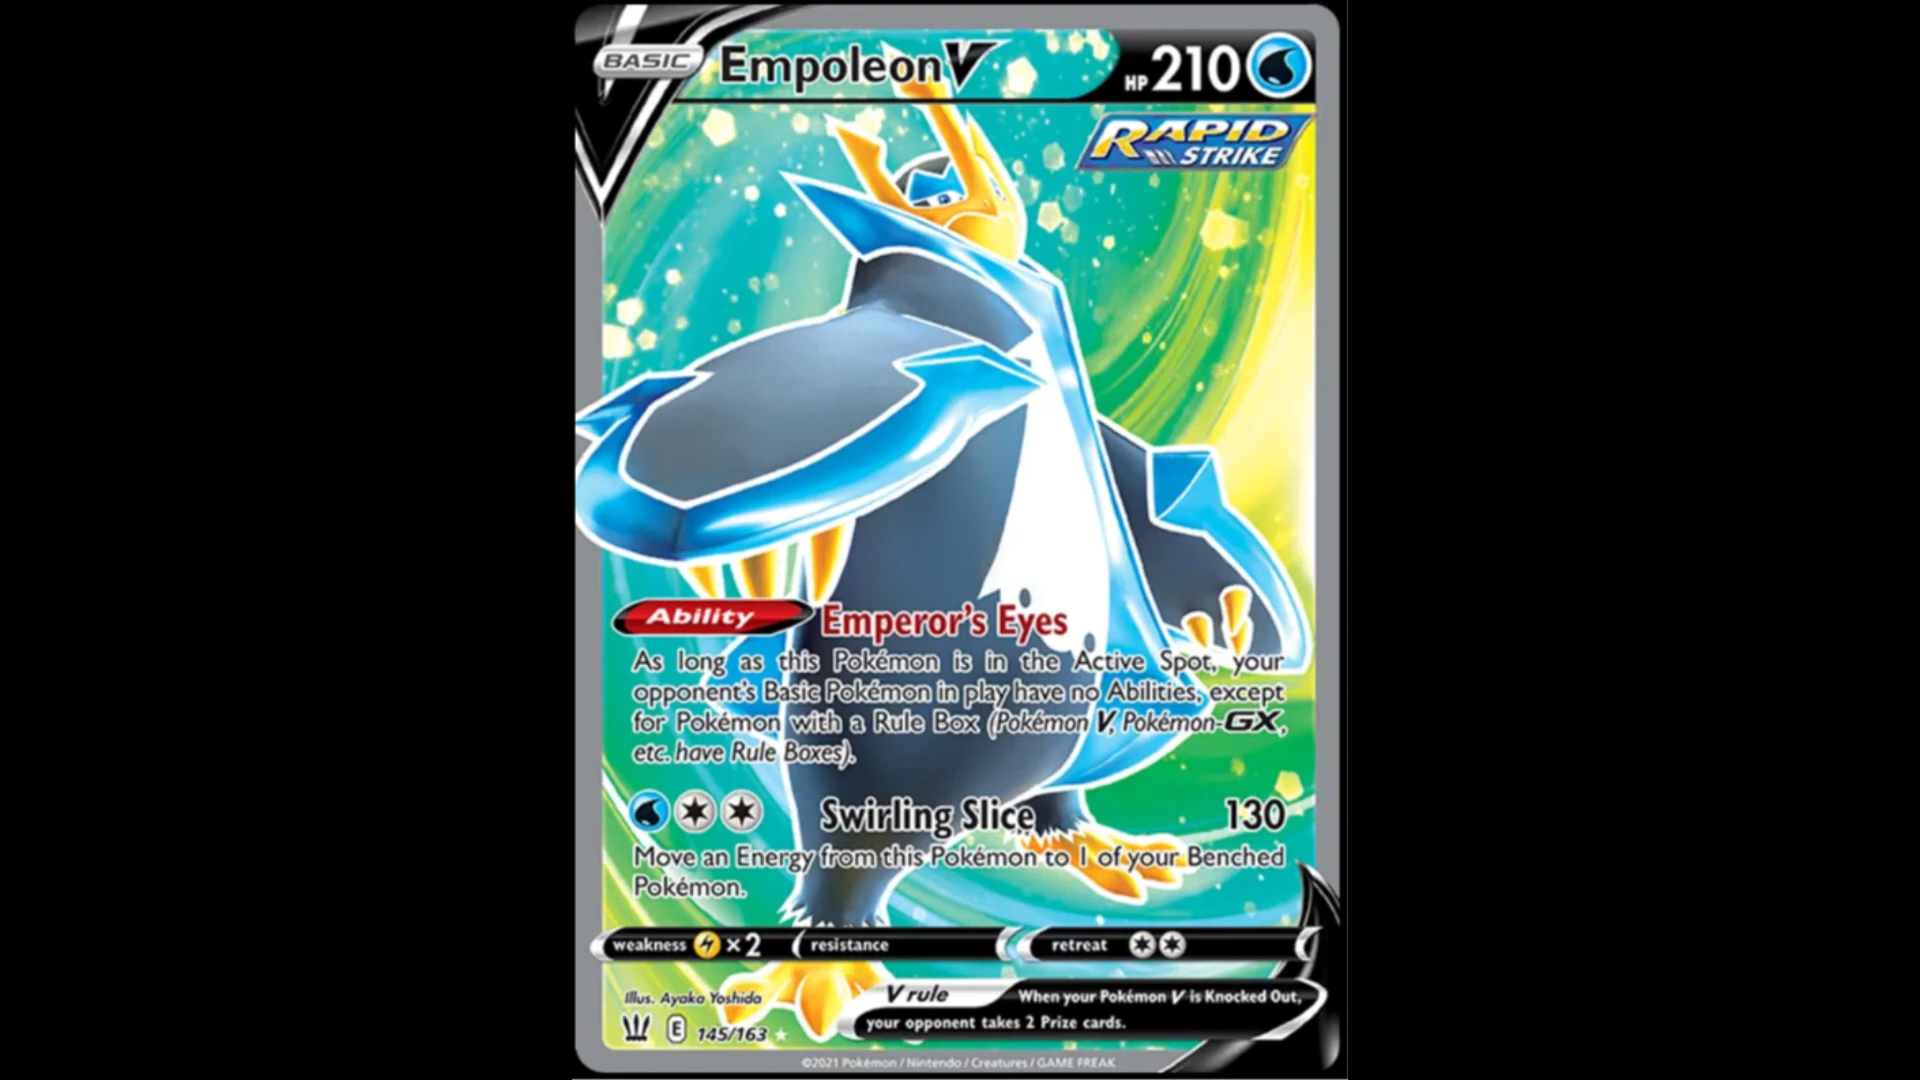 BASIC Empoleon V HP 210
RAPID
STRIKE
Ability Emperor's Eyes
As long as this Pokémon is in the Active Spot, your
opponent's Basic Pokémon in play have no Abilities, except
for Pokémon with a Rule Box (Pokémon V, Pokémon-GX,
etc. have Rule Boxes).
Swirling Slice 130
Move an Energy from this Pokémon to 1 of your Benched
Pokémon.
weakness ×2 resistance retreat
Illus. Ayaka Yoshida
V rule When your Pokémon V is Knocked Out,
your opponent takes 2 Prize cards.
E 145/163
©2021 Pokémon / Nintendo / Creatures / GAME FREAK